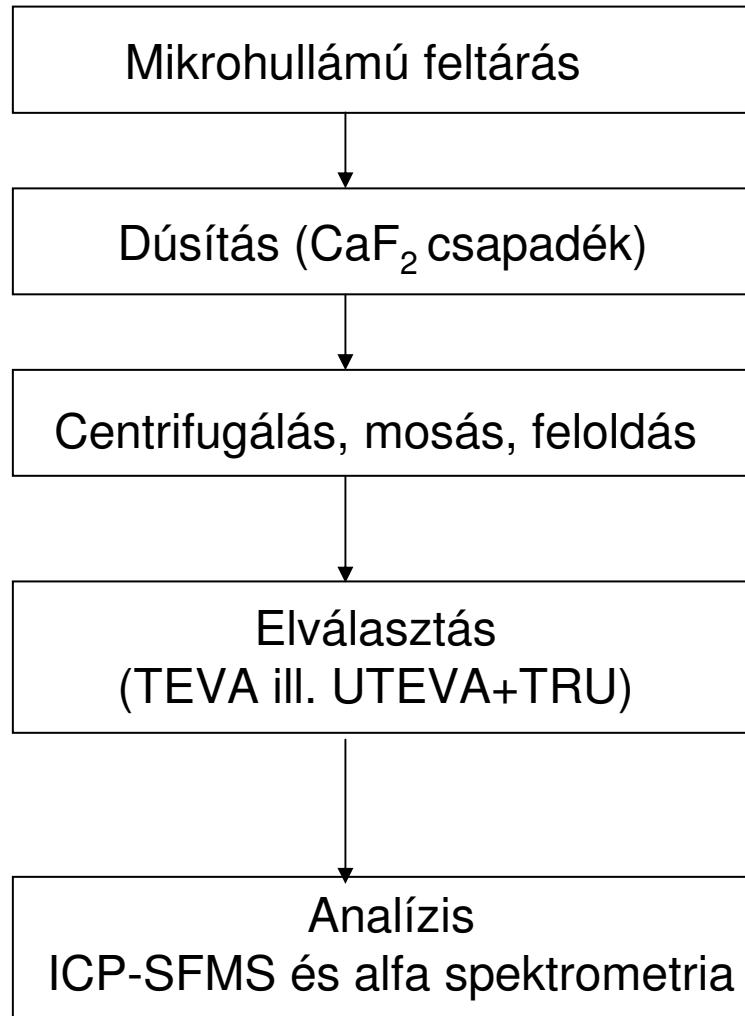 Mikrohullámú feltárás
Dúsítás (CaF₂ csapadék)
Centrifugálás, mosás, feloldás
Elválasztás
(TEVA ill. UTEVA+TRU)
Analízis
ICP-SFMS és alfa spektrometria